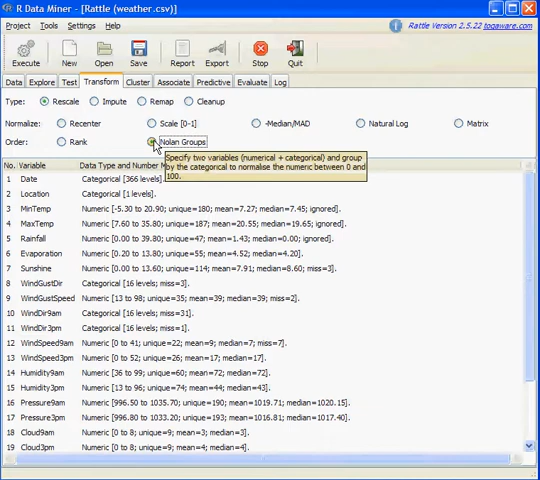 R Data Miner - [Rattle (weather.csv)]
Project Tools Settings Help Rattle Version 2.5.22 togaware.com
Execute New Open Save Report Export Stop Quit
Data Explore Test Transform Cluster Associate Predictive Evaluate Log
Type: Rescale Impute Remap Cleanup
Normalize: Recenter Scale [0-1] -Median/MAD Natural Log Matrix
Order: Rank Nolan Groups
Specify two variables (numerical + categorical) and group
by the categorical to normalise the numeric between 0 and
100.
No. Variable Data Type and Number M
1 Date Categorical [366 levels].
2 Location Categorical [1 levels].
3 MinTemp Numeric [-5.30 to 20.90; unique=180; mean=7.27; median=7.45; ignored].
4 MaxTemp Numeric [7.60 to 35.80; unique=187; mean=20.55; median=19.65; ignored].
5 Rainfall Numeric [0.00 to 39.80; unique=47; mean=1.43; median=0.00; ignored].
6 Evaporation Numeric [0.20 to 13.80; unique=55; mean=4.52; median=4.20].
7 Sunshine Numeric [0.00 to 13.60; unique=114; mean=7.91; median=8.60; miss=3].
8 WindGustDir Categorical [16 levels; miss=3].
9 WindGustSpeed Numeric [13 to 98; unique=35; mean=39; median=39; miss=2].
10 WindDir9am Categorical [16 levels; miss=31].
11 WindDir3pm Categorical [16 levels; miss=1].
12 WindSpeed9am Numeric [0 to 41; unique=22; mean=9; median=7; miss=7].
13 WindSpeed3pm Numeric [0 to 52; unique=26; mean=17; median=17].
14 Humidity9am Numeric [36 to 99; unique=60; mean=72; median=72].
15 Humidity3pm Numeric [13 to 96; unique=74; mean=44; median=43].
16 Pressure9am Numeric [996.50 to 1035.70; unique=190; mean=1019.71; median=1020.15].
17 Pressure3pm Numeric [996.80 to 1033.20; unique=193; mean=1016.81; median=1017.40].
18 Cloud9am Numeric [0 to 8; unique=9; mean=3; median=3].
19 Cloud3pm Numeric [0 to 8; unique=9; mean=4; median=4].